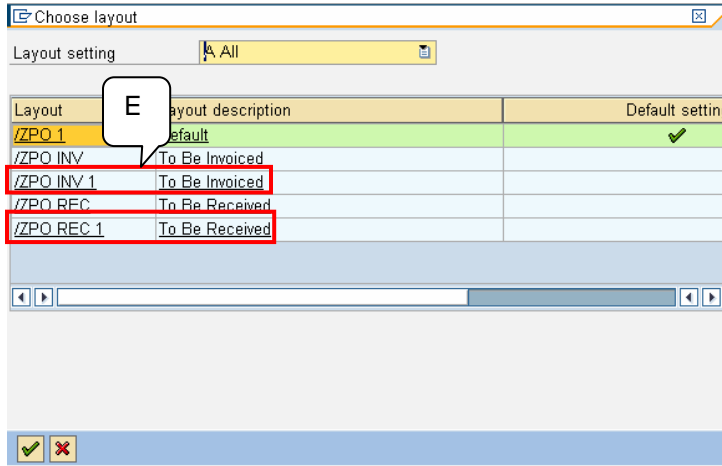 Choose layout
Layout setting A All
E
Layout ayout description Default settin
/ZPO 1 efault
/ZPO INV To Be Invoiced
/ZPO INV 1 To Be Invoiced
/ZPO REC To Be Received
/ZPO REC 1 To Be Received